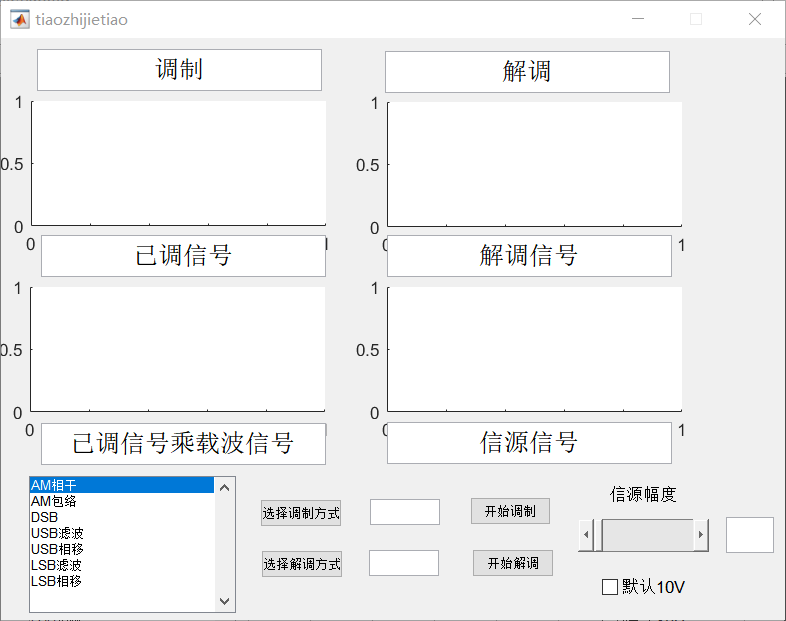 tiaozhijietiao
调制
解调
1
0.5
0
0
1
0.5
0
1
已调信号
解调信号
1
0.5
0
0
1
0.5
0
1
已调信号乘载波信号
信源信号
AM相干
AM包络
DSB
USB滤波
USB相移
LSB滤波
LSB相移
选择调制方式
开始调制
选择解调方式
开始解调
信源幅度
默认10V